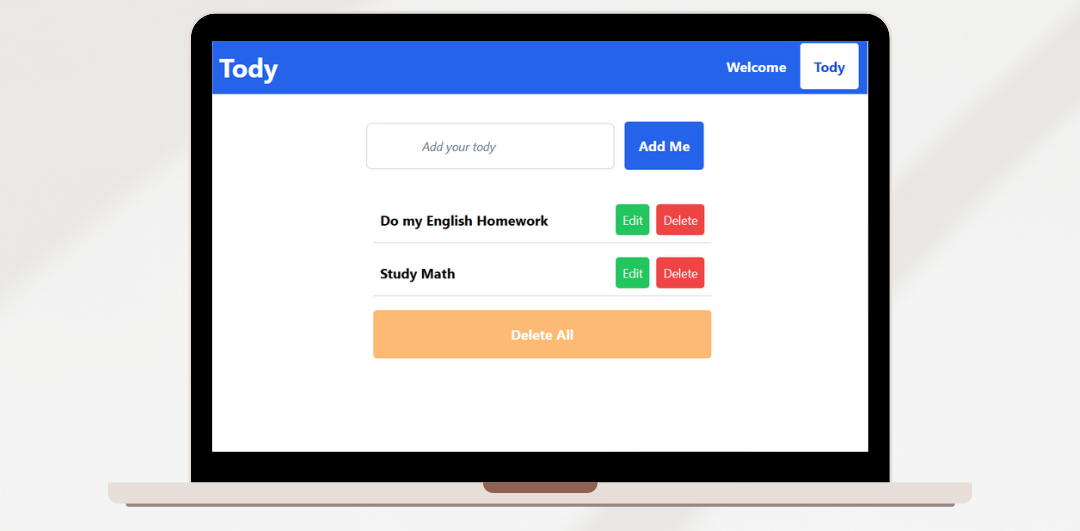 Tody
Welcome
Tody
Add your tody
Add Me
Do my English Homework
Edit
Delete
Study Math
Edit
Delete
Delete All